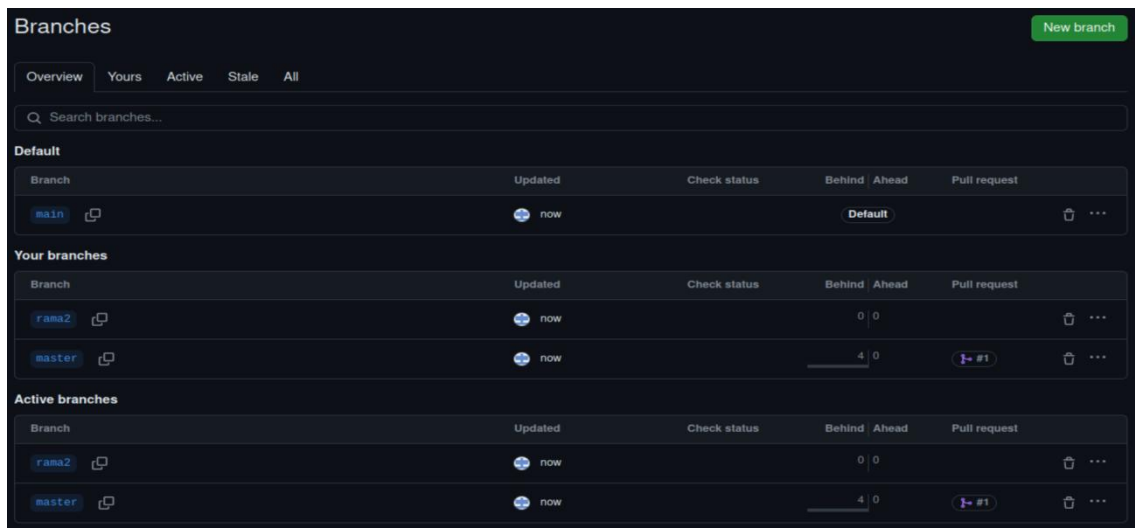 Branches
New branch
Overview Yours Active Stale All
Search branches...
Default
Branch Updated Check status Behind Ahead Pull request
main now Default
Your branches
Branch Updated Check status Behind Ahead Pull request
rama2 now 0 0
master now 4 0 #1
Active branches
Branch Updated Check status Behind Ahead Pull request
rama2 now 0 0
master now 4 0 #1